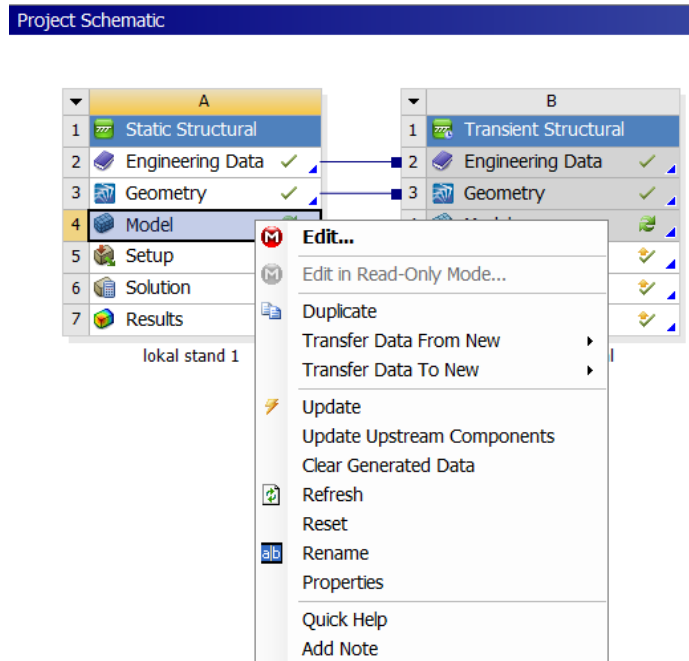 Project Schematic
A
1 Static Structural
2 Engineering Data
3 Geometry
4 Model
5 Setup
6 Solution
7 Results
lokal stand 1
B
1 Transient Structural
2 Engineering Data
3 Geometry
Edit...
Edit in Read-Only Mode...
Duplicate
Transfer Data From New
Transfer Data To New
Update
Update Upstream Components
Clear Generated Data
Refresh
Reset
a|b Rename
Properties
Quick Help
Add Note